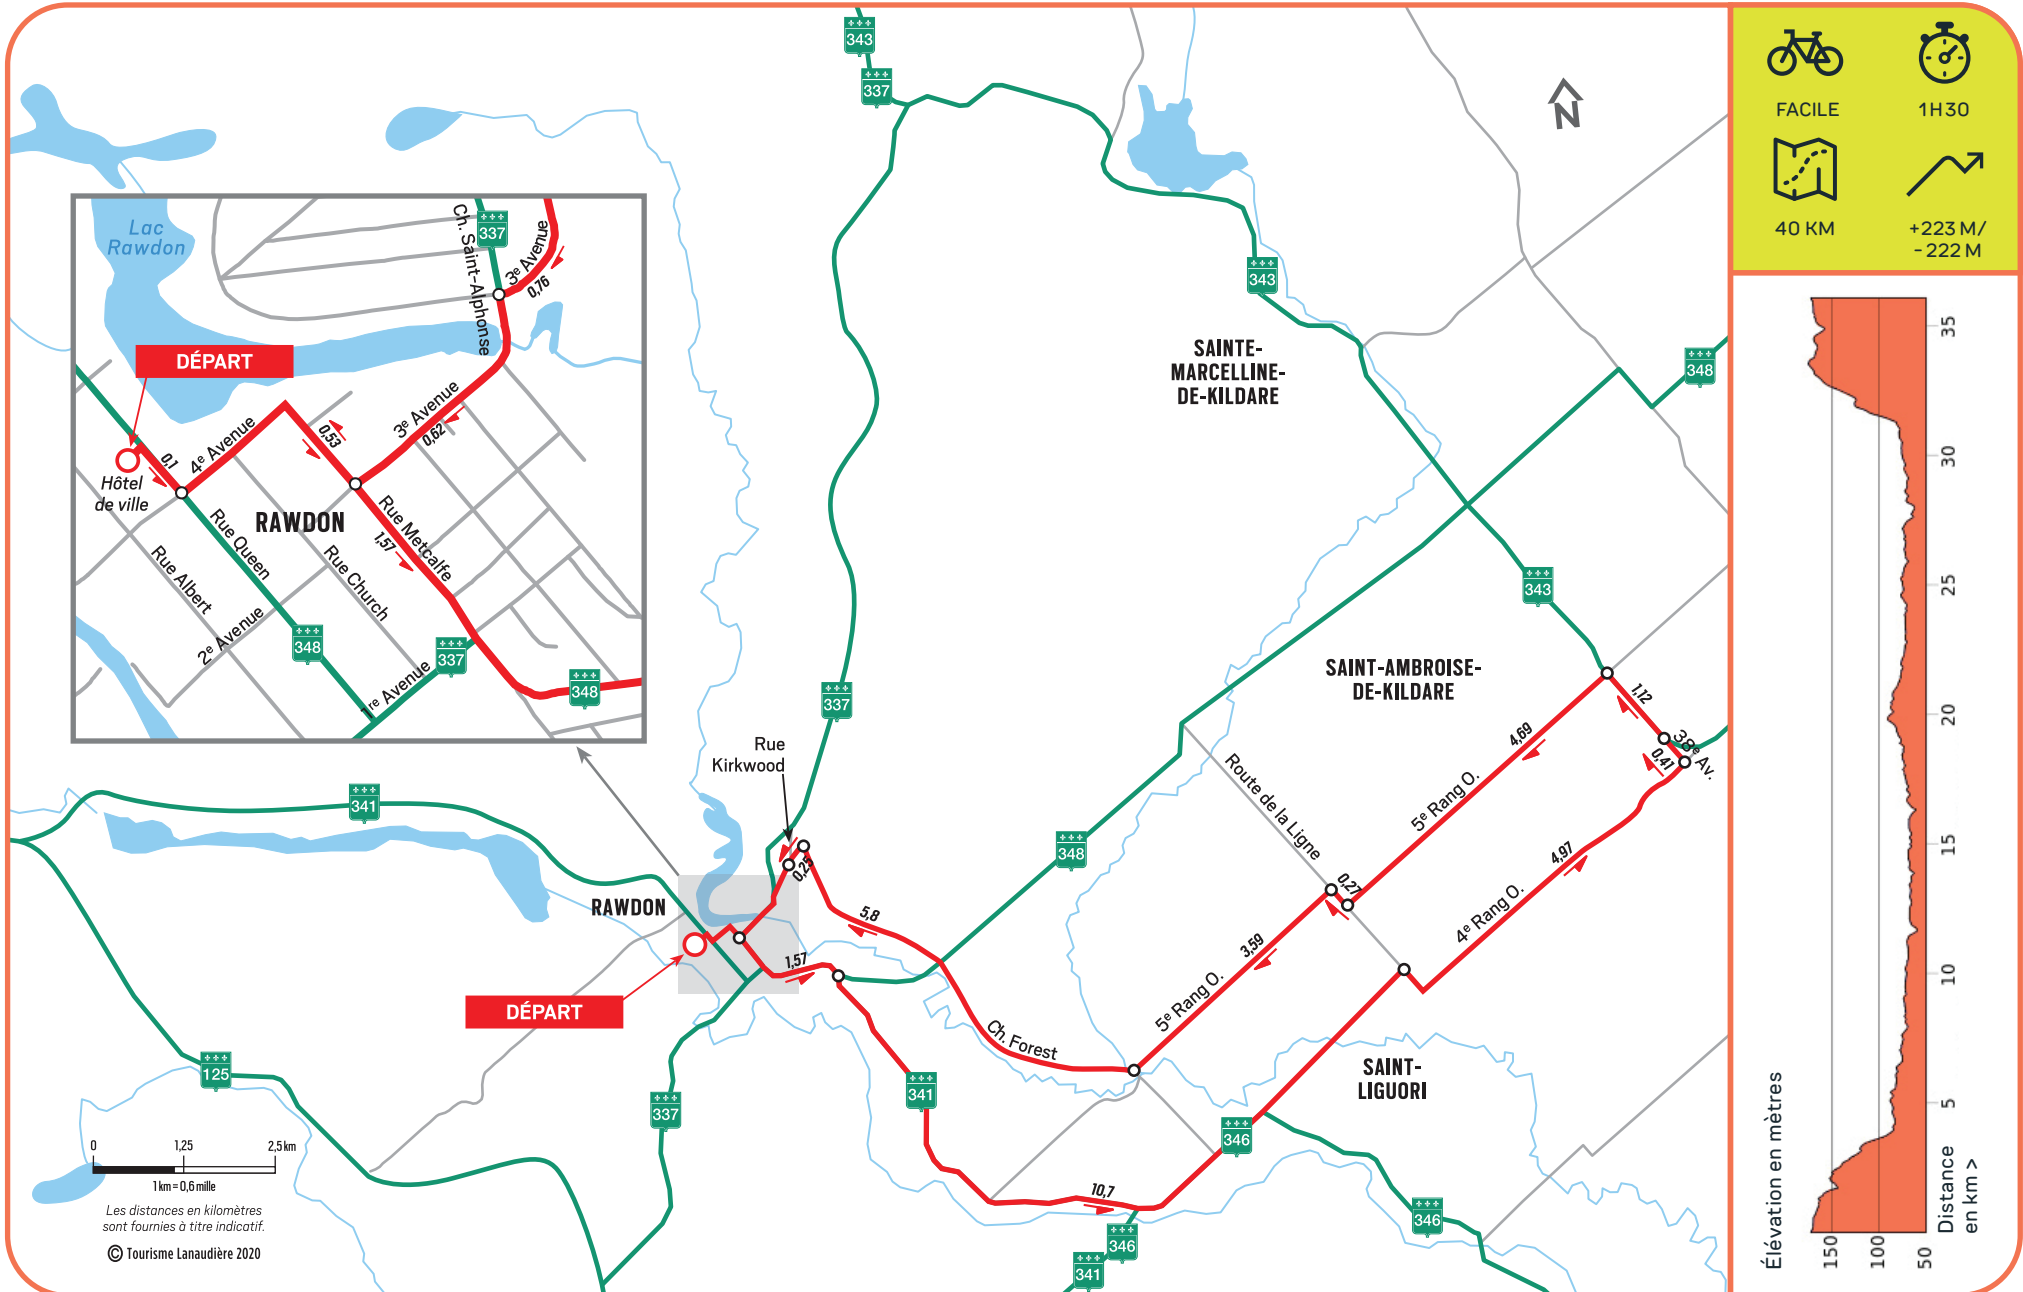 343
337
FACILE
1H30
40 KM
+223 M/
-222 M
N
Lac
Rawdon
Ch. Saint-Alphonse
337
3e Avenue
0,76
DÉPART
4e Avenue
0,1
0,53
3e Avenue
0,62
Hôtel
de ville
RAWDON
Rue Queen
Rue Metcalfe
1,57
Rue Albert
Rue Church
2e Avenue
348
337
1re Avenue
348
343
348
SAINTE-
MARCELLINE-
DE-KILDARE
343
SAINT-AMBROISE-
DE-KILDARE
337
Rue
Kirkwood
0,25
341
348
Route de la Ligne
1,12
38e Av.
0,41
4,69
5e Rang O.
4,97
4e Rang O.
0,27
3,59
5e Rang O.
RAWDON
5,8
1,57
DÉPART
Ch. Forest
SAINT-
LIGUORI
125
337
341
346
10,7
346
341
346
0
1,25
2,5 km
1 km = 0,6 mille
Les distances en kilomètres
sont fournies à titre indicatif.
© Tourisme Lanaudière 2020
35
30
25
20
15
10
5
Distance
en km >
Élévation en mètres
150
100
50